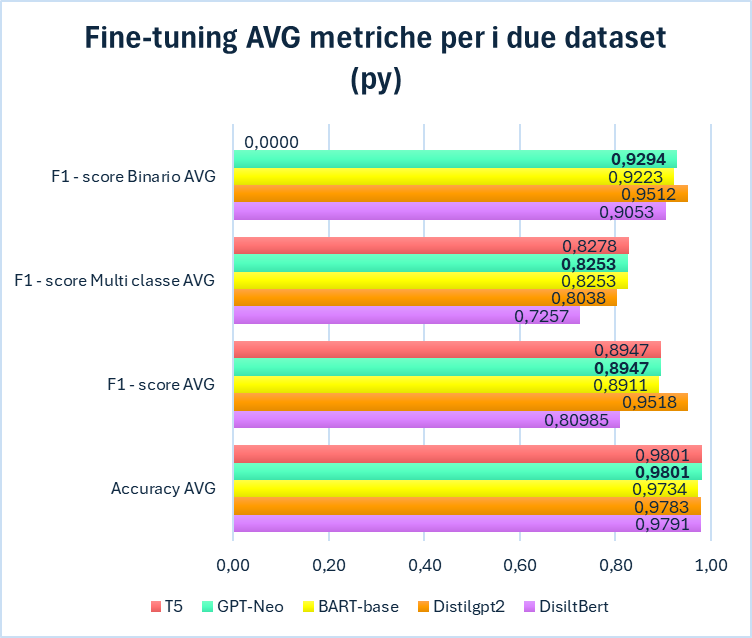 Fine-tuning AVG metriche per i due dataset
(py)
0,0000
F1 - score Binario AVG
0,9294
0,9223
0,9512
0,9053
F1 - score Multi classe AVG
0,8278
0,8253
0,8253
0,8038
0,7257
F1 - score AVG
0,8947
0,8947
0,8911
0,9518
0,80985
Accuracy AVG
0,9801
0,9801
0,9734
0,9783
0,9791
0,00 0,20 0,40 0,60 0,80 1,00
T5 GPT-Neo BART-base Distilgpt2 DisiltBert